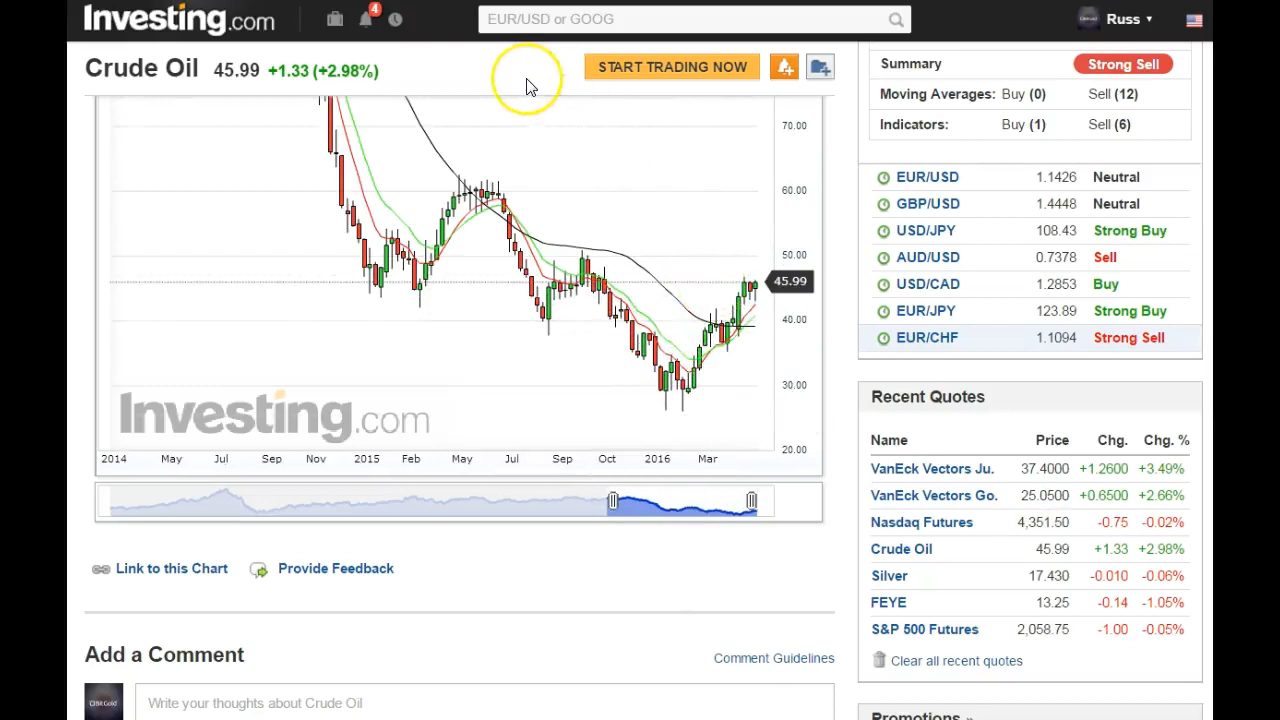 Investing.com
4
EUR/USD or GOOG
Russ
Crude Oil 45.99 +1.33 (+2.98%)
START TRADING NOW
70.00
60.00
50.00
45.99
40.00
30.00
20.00
Investing.com
2014 May Jul Sep Nov 2015 Feb May Jul Sep Oct 2016 Mar
Link to this Chart Provide Feedback
Add a Comment
Comment Guidelines
BitGold
Write your thoughts about Crude Oil
Summary Strong Sell
Moving Averages: Buy (0) Sell (12)
Indicators: Buy (1) Sell (6)
EUR/USD 1.1426 Neutral
GBP/USD 1.4448 Neutral
USD/JPY 108.43 Strong Buy
AUD/USD 0.7378 Sell
USD/CAD 1.2853 Buy
EUR/JPY 123.89 Strong Buy
EUR/CHF 1.1094 Strong Sell
Recent Quotes
Name Price Chg. Chg. %
VanEck Vectors Ju. 37.4000 +1.2600 +3.49%
VanEck Vectors Go. 25.0500 +0.6500 +2.66%
Nasdaq Futures 4,351.50 -0.75 -0.02%
Crude Oil 45.99 +1.33 +2.98%
Silver 17.430 -0.010 -0.06%
FEYE 13.25 -0.14 -1.05%
S&P 500 Futures 2,058.75 -1.00 -0.05%
Clear all recent quotes
Promotions »